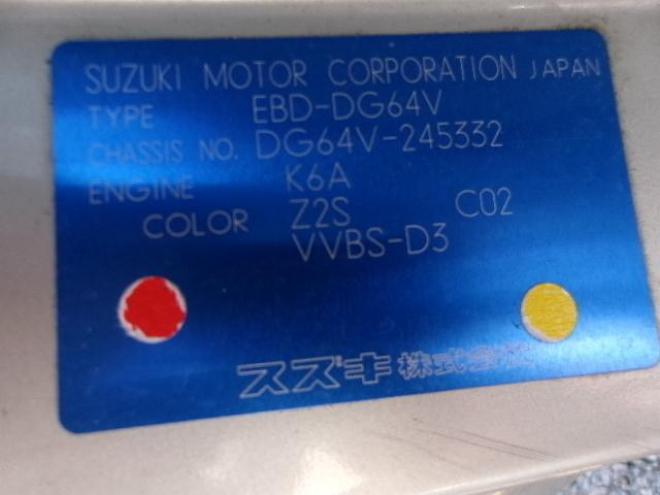 SUZUKI MOTOR CORPORATION JAPAN
TYPE EBD-DG64V
CHASSIS NO. DG64V-245332
ENGINE K6A
COLOR Z2S C02
VVBS-D3
スズキ株式会社